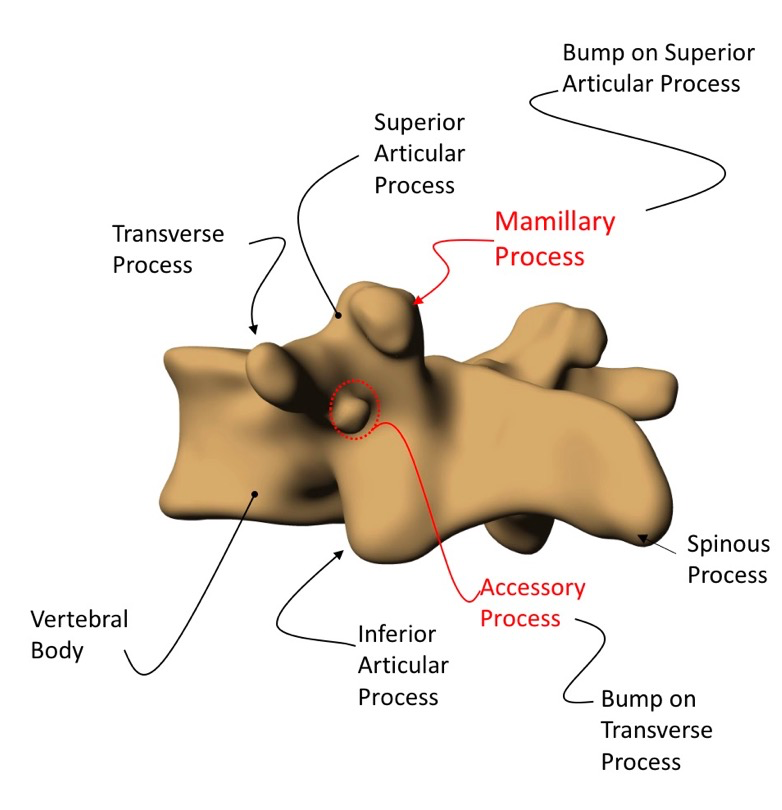 Bump on Superior
Articular Process
Superior
Articular
Process
Mamillary
Process
Transverse
Process
Spinous
Process
Accessory
Process
Vertebral
Body
Inferior
Articular
Process
Bump on
Transverse
Process